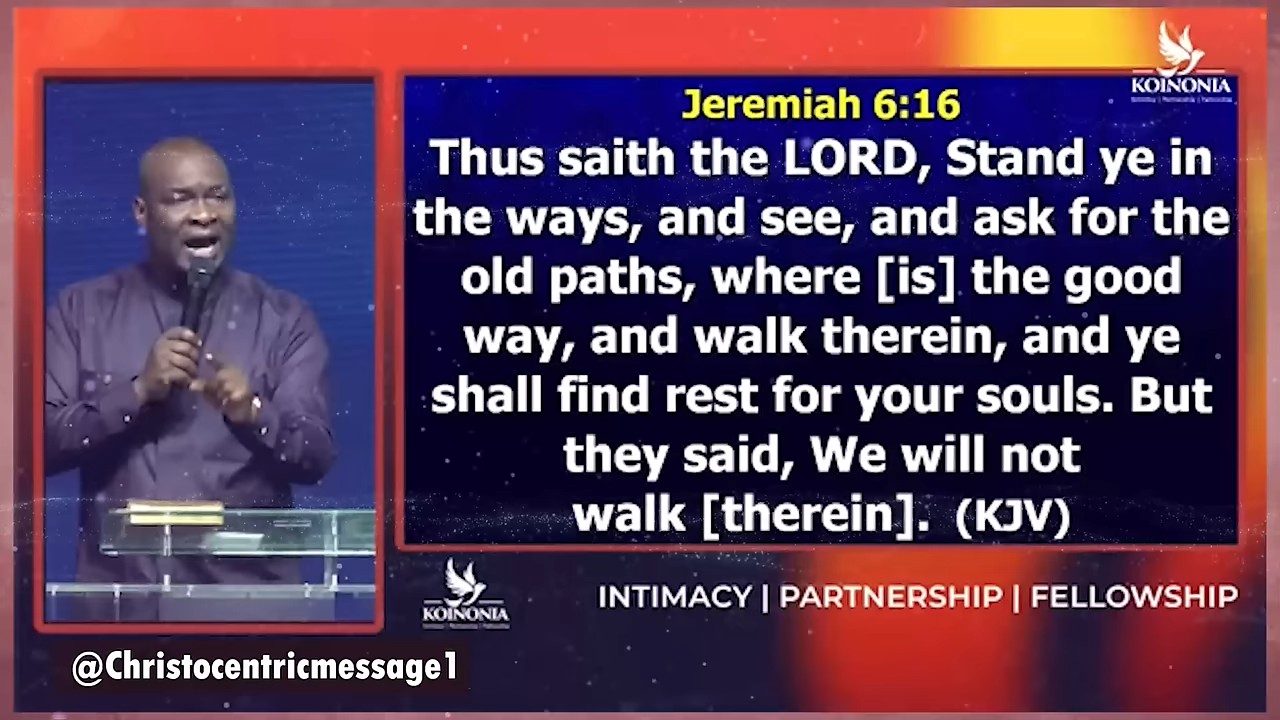 KOINONIA
Jeremiah 6:16
Thus saith the LORD, Stand ye in
the ways, and see, and ask for the
old paths, where [is] the good
way, and walk therein, and ye
shall find rest for your souls. But
they said, We will not
walk [therein]. (KJV)
KOINONIA
INTIMACY | PARTNERSHIP | FELLOWSHIP
@Christocentricmessage1